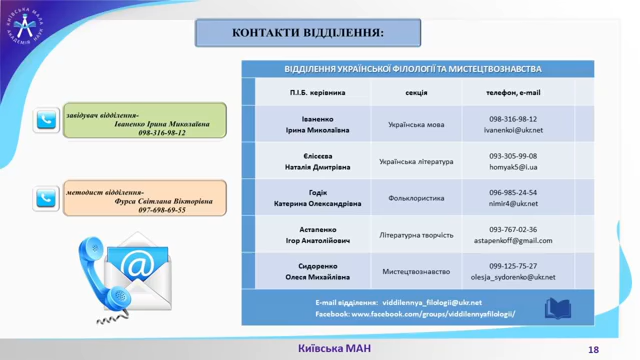 КИЇВСЬКА МАЛА
АКАДЕМІЯ НАУК
КОНТАКТИ ВІДДІЛЕННЯ:
завідувач відділення-
Іваненко Ірина Миколаївна
098-316-98-12
методист відділення-
Фурса Світлана Вікторівна
097-698-69-55
ВІДДІЛЕННЯ УКРАЇНСЬКОЇ ФІЛОЛОГІЇ ТА МИСТЕЦТВОЗНАВСТВА
П.І.Б. керівника секція телефон, e-mail
Іваненко
Ірина Миколаївна
Українська мова
098-316-98-12
ivanenkoi@ukr.net
Єлісєєва
Наталія Дмитрівна
Українська література
093-305-99-08
homyak5@i.ua
Годік
Катерина Олександрівна
Фольклористика
096-985-24-54
nimir4@ukr.net
Астапенко
Ігор Анатолійович
Літературна творчість
093-767-02-36
astapenkoff@gmail.com
Сидоренко
Олеся Михайлівна
Мистецтвознавство
099-125-75-27
olesja_sydorenko@ukr.net
E-mail відділення: viddilennya_filologii@ukr.net
Facebook: www.facebook.com/groups/viddilennyafilologii/
@
Київська МАН
18